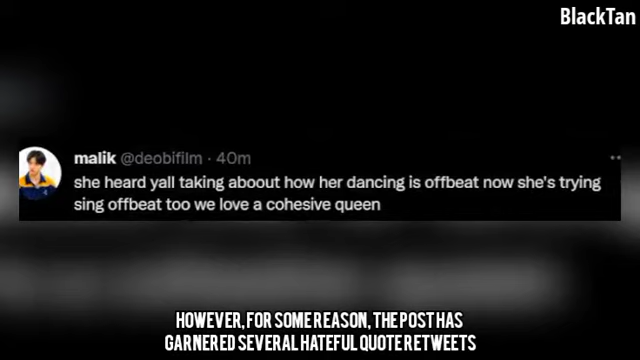 BlackTan
malik @deobifilm · 40m
she heard yall taking aboout how her dancing is offbeat now she's trying
sing offbeat too we love a cohesive queen
HOWEVER, FOR SOME REASON, THE POST HAS
GARNERED SEVERAL HATEFUL QUOTE RETWEETS